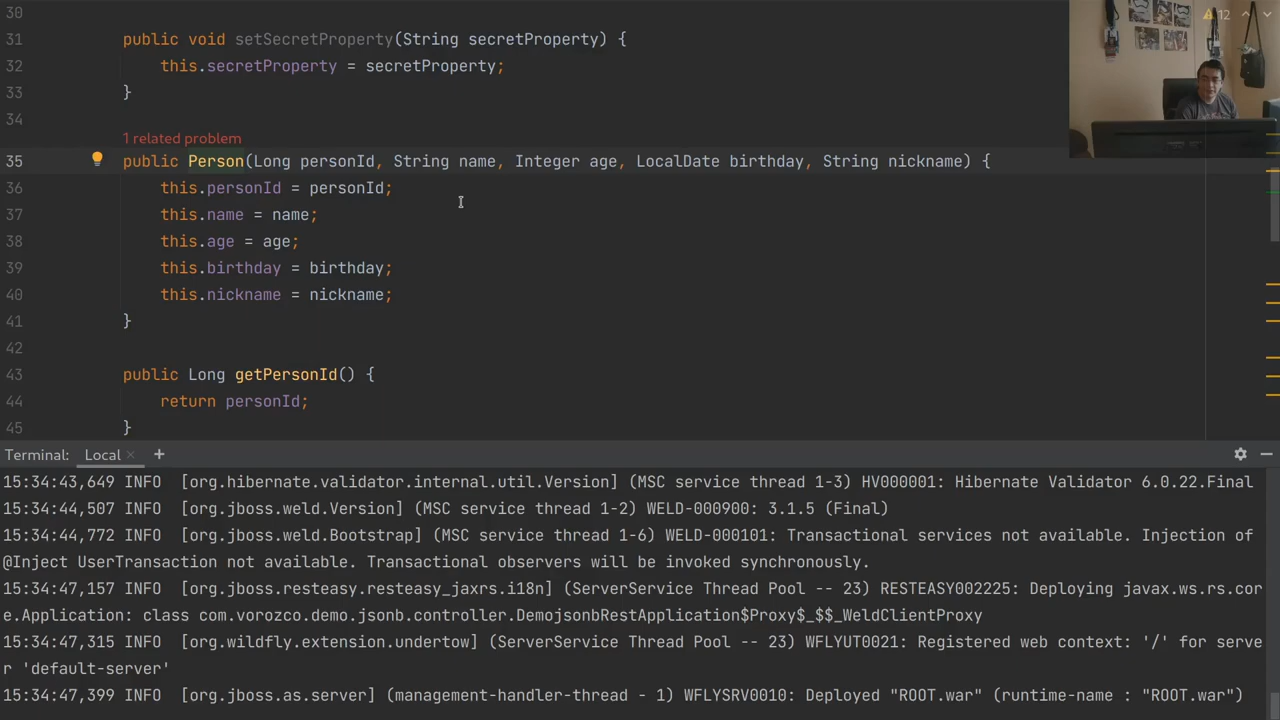 30
12
31 public void setSecretProperty(String secretProperty) {
32 this.secretProperty = secretProperty;
33 }
34
1 related problem
35 public Person(Long personId, String name, Integer age, LocalDate birthday, String nickname) {
36 this.personId = personId;
37 this.name = name;
38 this.age = age;
39 this.birthday = birthday;
40 this.nickname = nickname;
41 }
42
43 public Long getPersonId() {
44 return personId;
45 }
Terminal: Local × +
15:34:43,649 INFO [org.hibernate.validator.internal.util.Version] (MSC service thread 1-3) HV000001: Hibernate Validator 6.0.22.Final
15:34:44,507 INFO [org.jboss.weld.Version] (MSC service thread 1-2) WELD-000900: 3.1.5 (Final)
15:34:44,772 INFO [org.jboss.weld.Bootstrap] (MSC service thread 1-6) WELD-000101: Transactional services not available. Injection of
@Inject UserTransaction not available. Transactional observers will be invoked synchronously.
15:34:47,157 INFO [org.jboss.resteasy.resteasy_jaxrs.i18n] (ServerService Thread Pool -- 23) RESTEASY002225: Deploying javax.ws.rs.cor
e.Application: class com.vorozco.demo.jsonb.controller.DemojsonbRestApplication$Proxy$_$$_WeldClientProxy
15:34:47,315 INFO [org.wildfly.extension.undertow] (ServerService Thread Pool -- 23) WFLYUT0021: Registered web context: '/' for serve
r 'default-server'
15:34:47,399 INFO [org.jboss.as.server] (management-handler-thread - 1) WFLYSRV0010: Deployed "ROOT.war" (runtime-name : "ROOT.war")